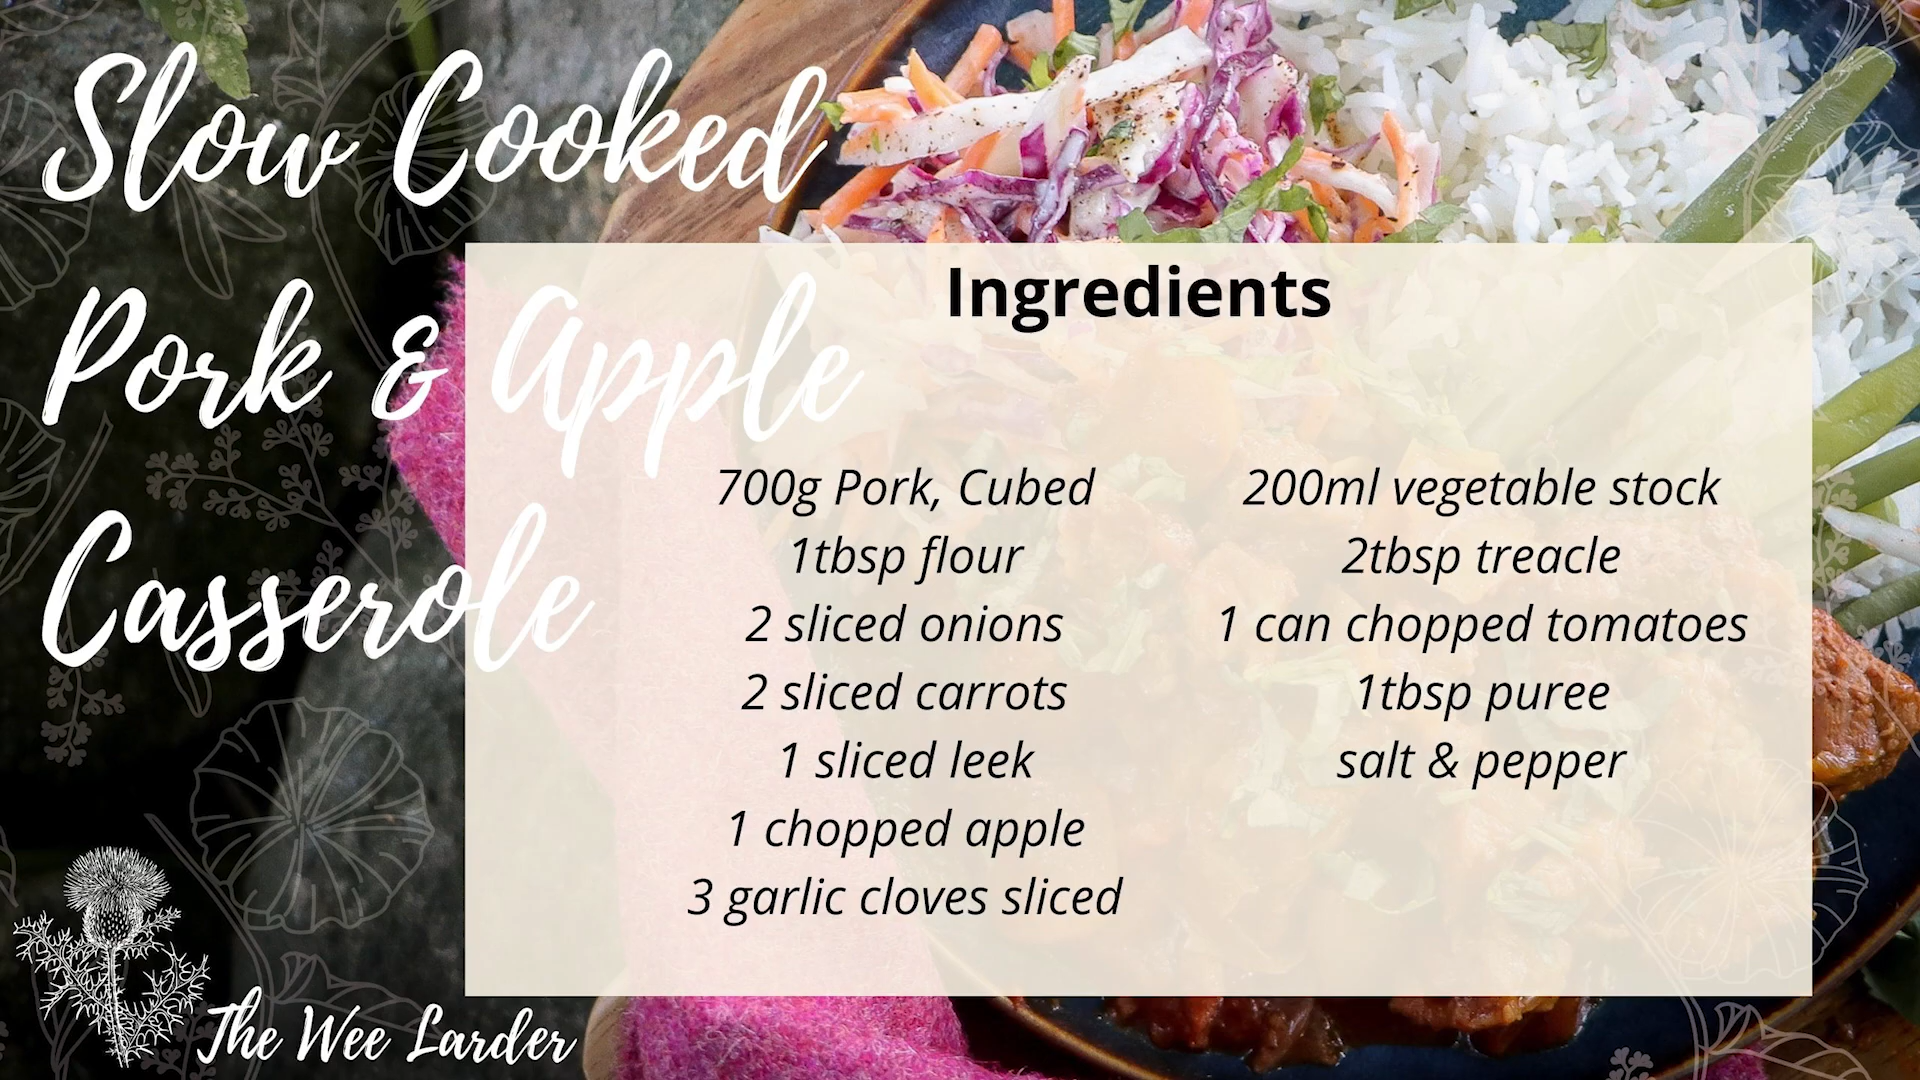 Slow Cooked
Pork & Apple
Casserole
Ingredients
700g Pork, Cubed
1tbsp flour
2 sliced onions
2 sliced carrots
1 sliced leek
1 chopped apple
3 garlic cloves sliced
200ml vegetable stock
2tbsp treacle
1 can chopped tomatoes
1tbsp puree
salt & pepper
The Wee Larder